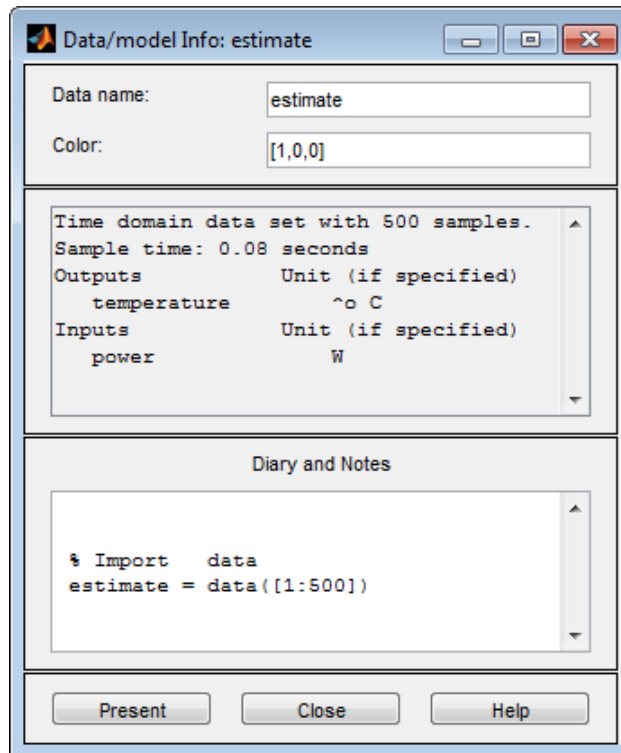 Data/model Info: estimate
Data name: estimate
Color: [1,0,0]
Time domain data set with 500 samples.
Sample time: 0.08 seconds
Outputs Unit (if specified)
temperature ^o C
Inputs Unit (if specified)
power W
Diary and Notes
% Import data
estimate = data([1:500])
Present Close Help